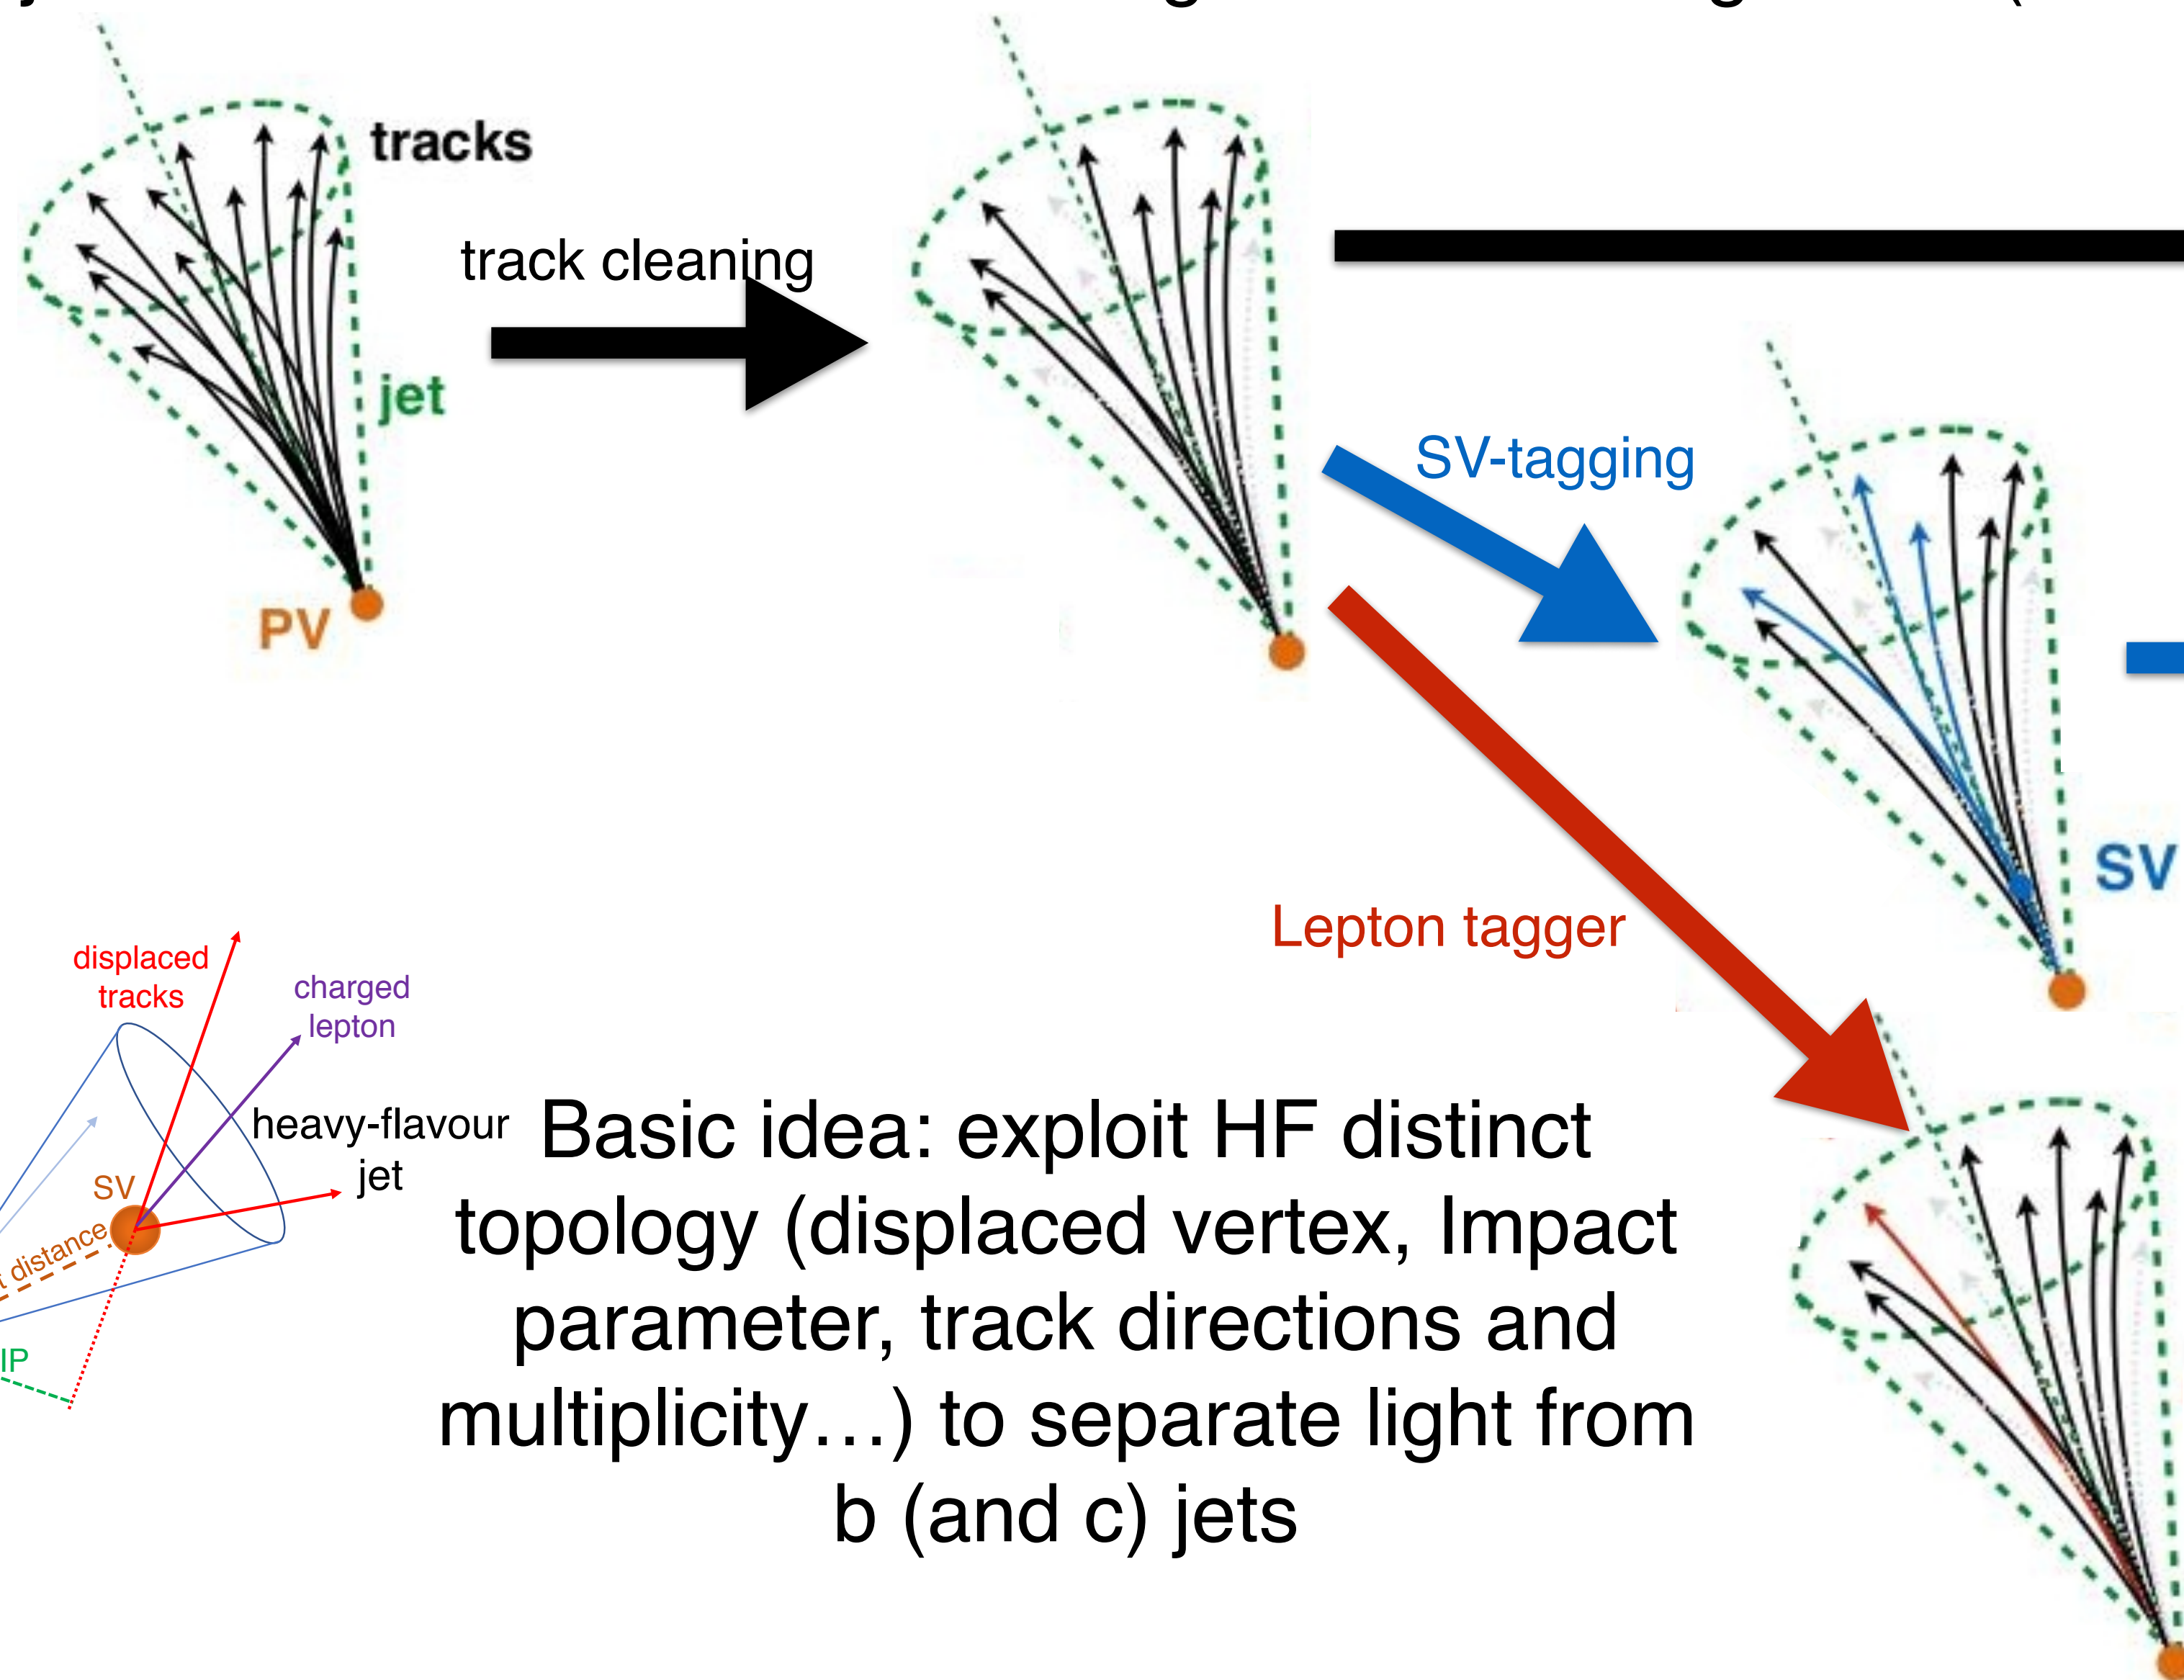 tracks
track cleaning
jet
PV
SV-tagging
SV
Lepton tagger
displaced
tracks
charged
lepton
heavy-flavour
jet
SV
distance
IP
Basic idea: exploit HF distinct
topology (displaced vertex, Impact
parameter, track directions and
multiplicity…) to separate light from
b (and c) jets